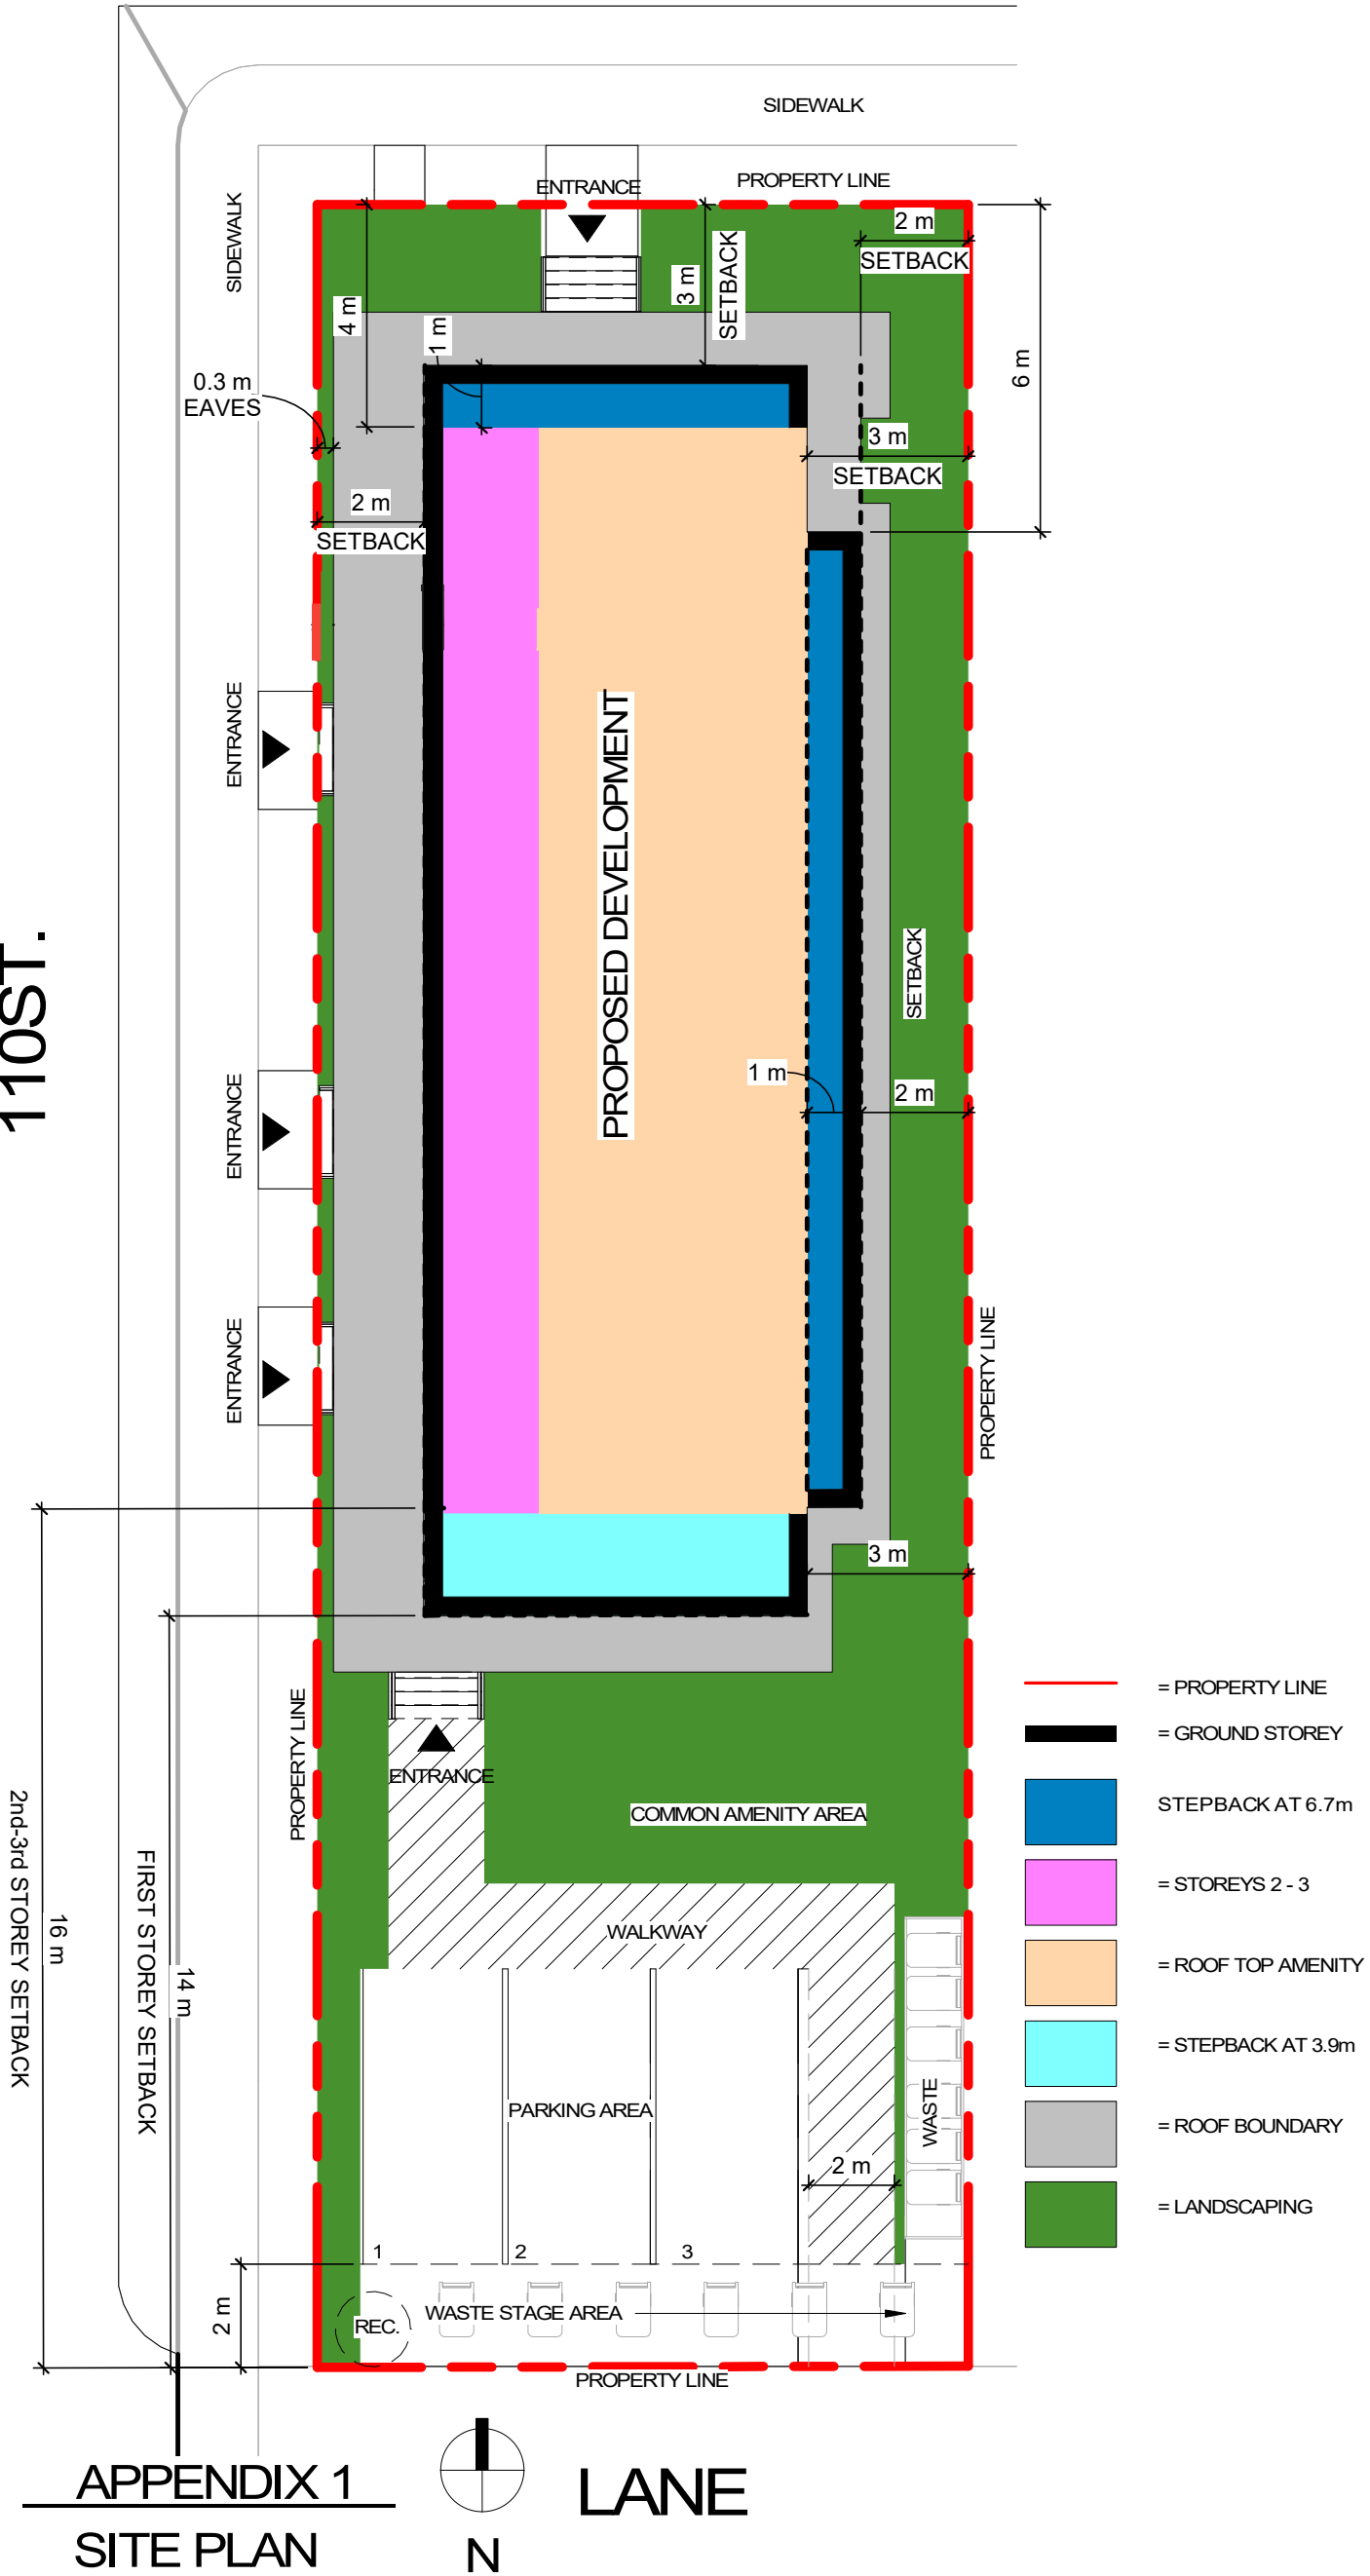 SIDEWALK
SIDEWALK
ENTRANCE
PROPERTY LINE
2 m
SETBACK
3 m
SETBACK
4 m
1 m
6 m
0.3 m
EAVES
3 m
SETBACK
2 m
SETBACK
ENTRANCE
PROPOSED DEVELOPMENT
110ST.
SETBACK
1 m
2 m
ENTRANCE
ENTRANCE
PROPERTY LINE
3 m
PROPERTY LINE
ENTRANCE
COMMON AMENITY AREA
2nd-3rd STOREY SETBACK
16 m
FIRST STOREY SETBACK
14 m
WALKWAY
PARKING AREA
WASTE
2 m
1
2
3
2 m
REC.
WASTE STAGE AREA
PROPERTY LINE
= PROPERTY LINE
= GROUND STOREY
STEPBACK AT 6.7m
= STOREYS 2 - 3
= ROOF TOP AMENITY
= STEPBACK AT 3.9m
= ROOF BOUNDARY
= LANDSCAPING
APPENDIX 1
SITE PLAN
N
LANE